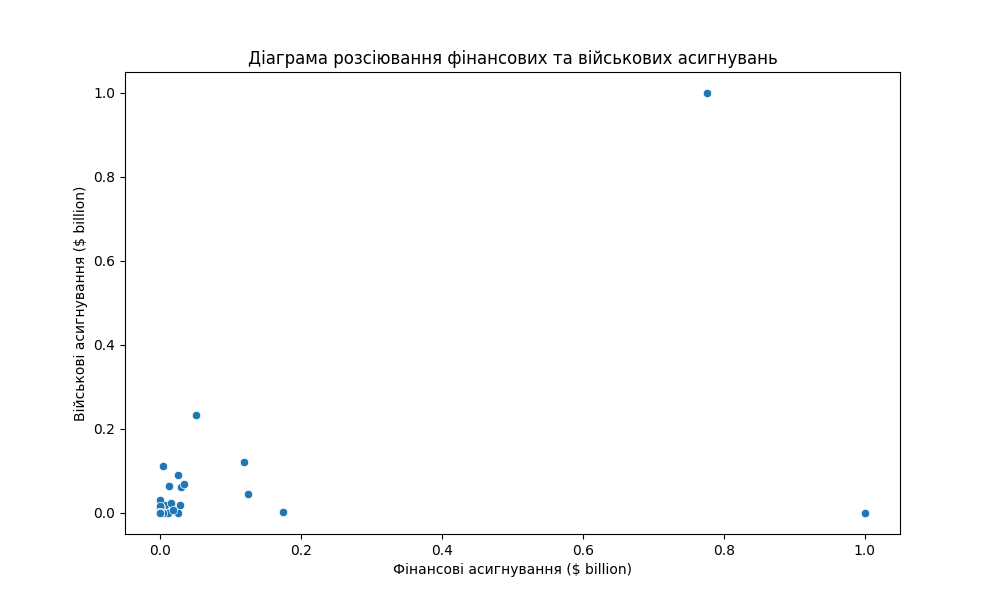 Діаграма розсіювання фінансових та військових асигнувань
Військові асигнування ($ billion)
1.0
0.8
0.6
0.4
0.2
0.0
0.0 0.2 0.4 0.6 0.8 1.0
Фінансові асигнування ($ billion)